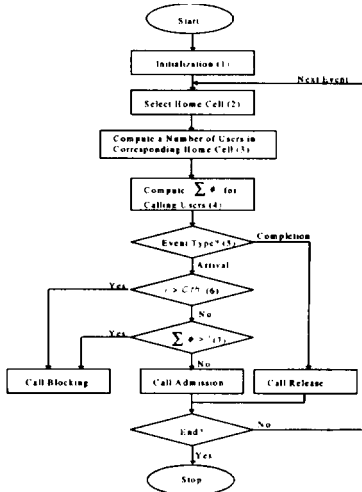 Start
Initialization (1)
Next Event
Select Home Cell (2)
Compute a Number of Users in
Corresponding Home Cell (3)
Compute ∑ φ for
Calling Users (4)
Event Type? (5)
Completion
Arrival
Yes
> C/I (6)
No
Yes
∑ φ >
No
Call Blocking
Call Admission
Call Release
End?
No
Yes
Stop